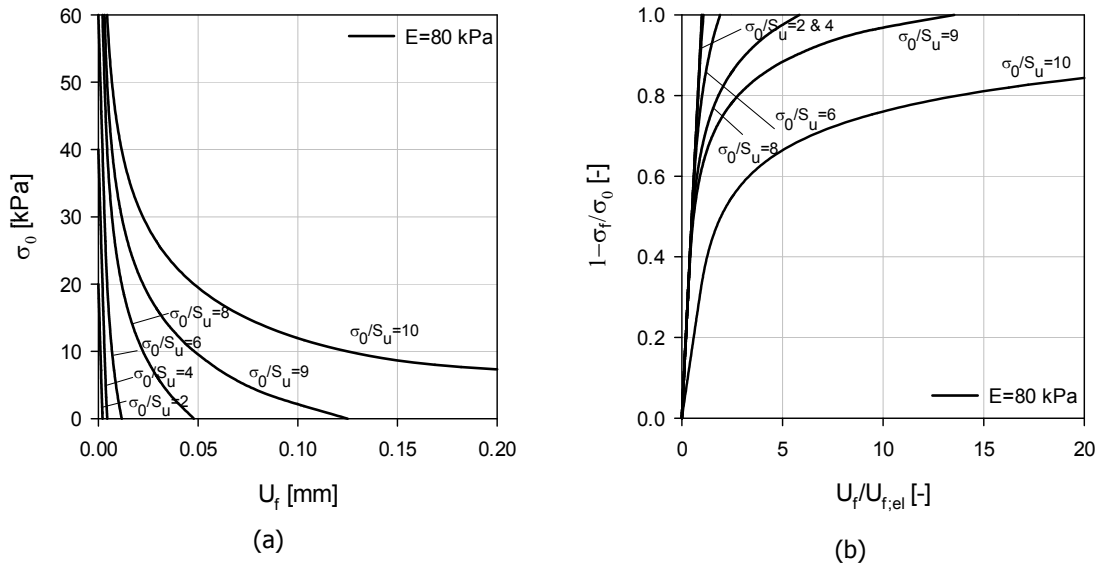 60
50
40
30
20
10
0
σ₀ [kPa]
E=80 kPa
σ₀/Sᵤ=8
σ₀/Sᵤ=6
σ₀/Sᵤ=4
σ₀/Sᵤ=2
σ₀/Sᵤ=9
σ₀/Sᵤ=10
0.00 0.05 0.10 0.15 0.20
U_f [mm]
(a)
1.0
0.8
0.6
0.4
0.2
0.0
1−σ_f/σ₀ [-]
σ₀/Sᵤ=2 & 4
σ₀/Sᵤ=9
σ₀/Sᵤ=10
σ₀/Sᵤ=6
σ₀/Sᵤ=8
E=80 kPa
0 5 10 15 20
U_f/U_f;el [-]
(b)